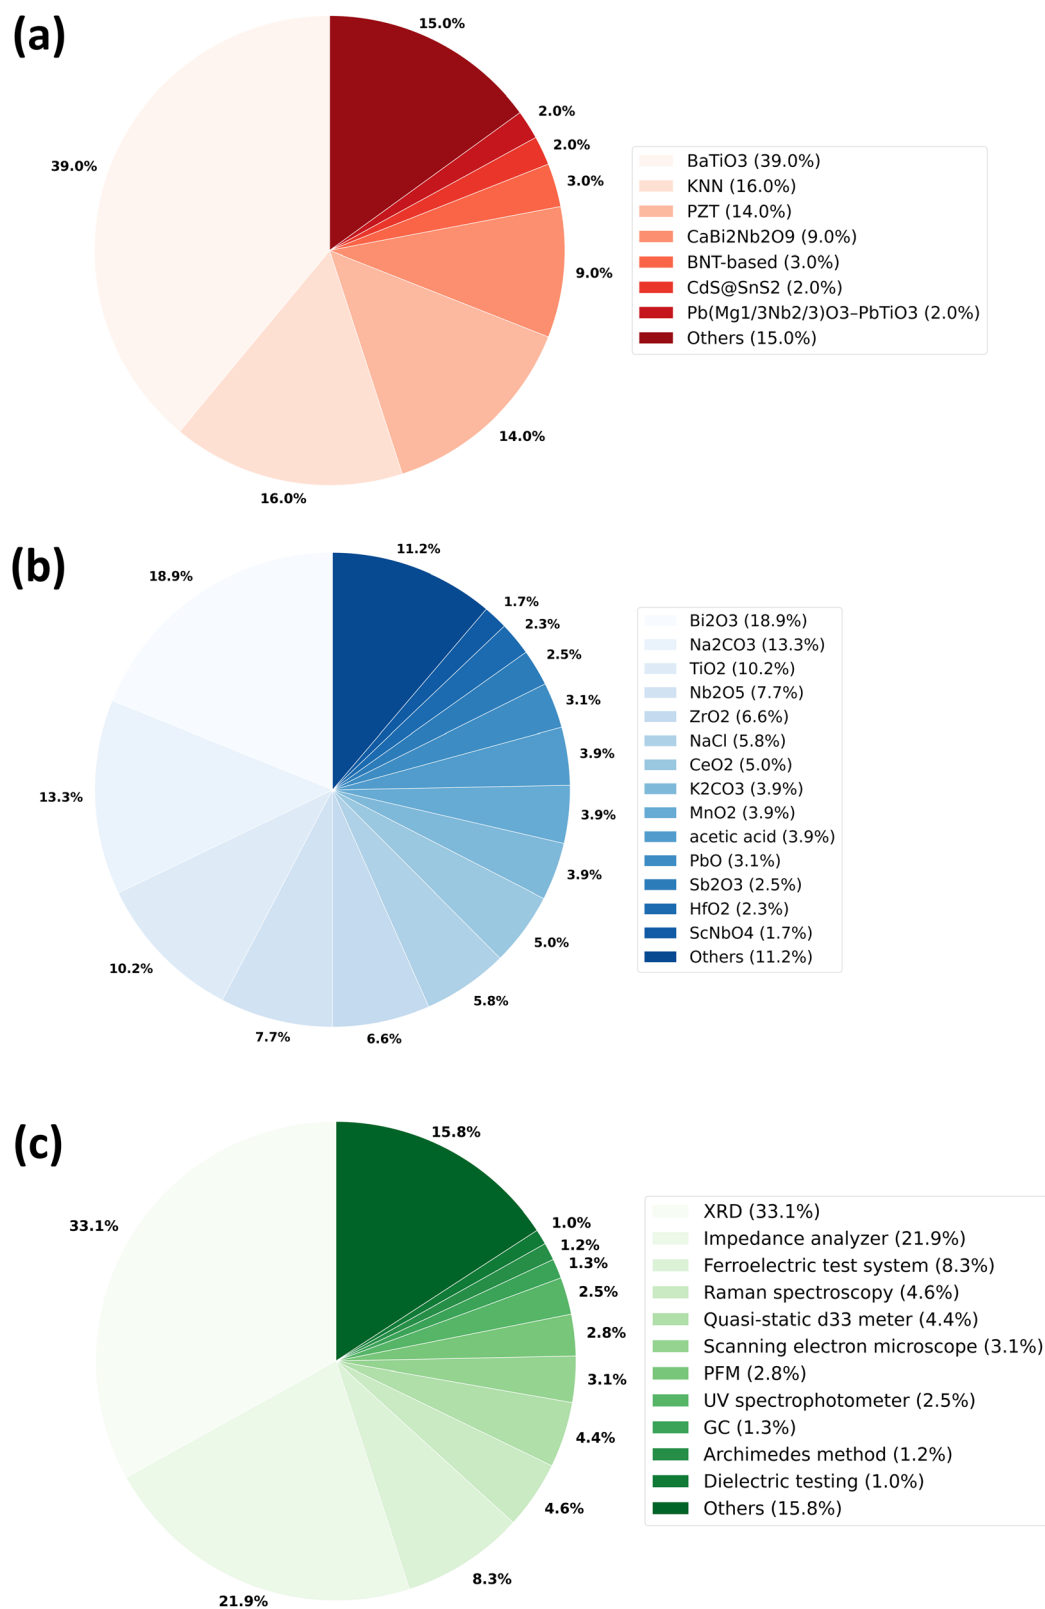 (a)
15.0%
2.0%
2.0%
3.0%
9.0%
14.0%
16.0%
39.0%
BaTiO3 (39.0%)
KNN (16.0%)
PZT (14.0%)
CaBi2Nb2O9 (9.0%)
BNT-based (3.0%)
CdS@SnS2 (2.0%)
Pb(Mg1/3Nb2/3)O3–PbTiO3 (2.0%)
Others (15.0%)
(b)
11.2%
1.7%
2.3%
2.5%
3.1%
3.9%
3.9%
3.9%
5.0%
5.8%
6.6%
7.7%
10.2%
13.3%
18.9%
Bi2O3 (18.9%)
Na2CO3 (13.3%)
TiO2 (10.2%)
Nb2O5 (7.7%)
ZrO2 (6.6%)
NaCl (5.8%)
CeO2 (5.0%)
K2CO3 (3.9%)
MnO2 (3.9%)
acetic acid (3.9%)
PbO (3.1%)
Sb2O3 (2.5%)
HfO2 (2.3%)
ScNbO4 (1.7%)
Others (11.2%)
(c)
15.8%
1.0%
1.2%
1.3%
2.5%
2.8%
3.1%
4.4%
4.6%
8.3%
21.9%
33.1%
XRD (33.1%)
Impedance analyzer (21.9%)
Ferroelectric test system (8.3%)
Raman spectroscopy (4.6%)
Quasi-static d33 meter (4.4%)
Scanning electron microscope (3.1%)
PFM (2.8%)
UV spectrophotometer (2.5%)
GC (1.3%)
Archimedes method (1.2%)
Dielectric testing (1.0%)
Others (15.8%)